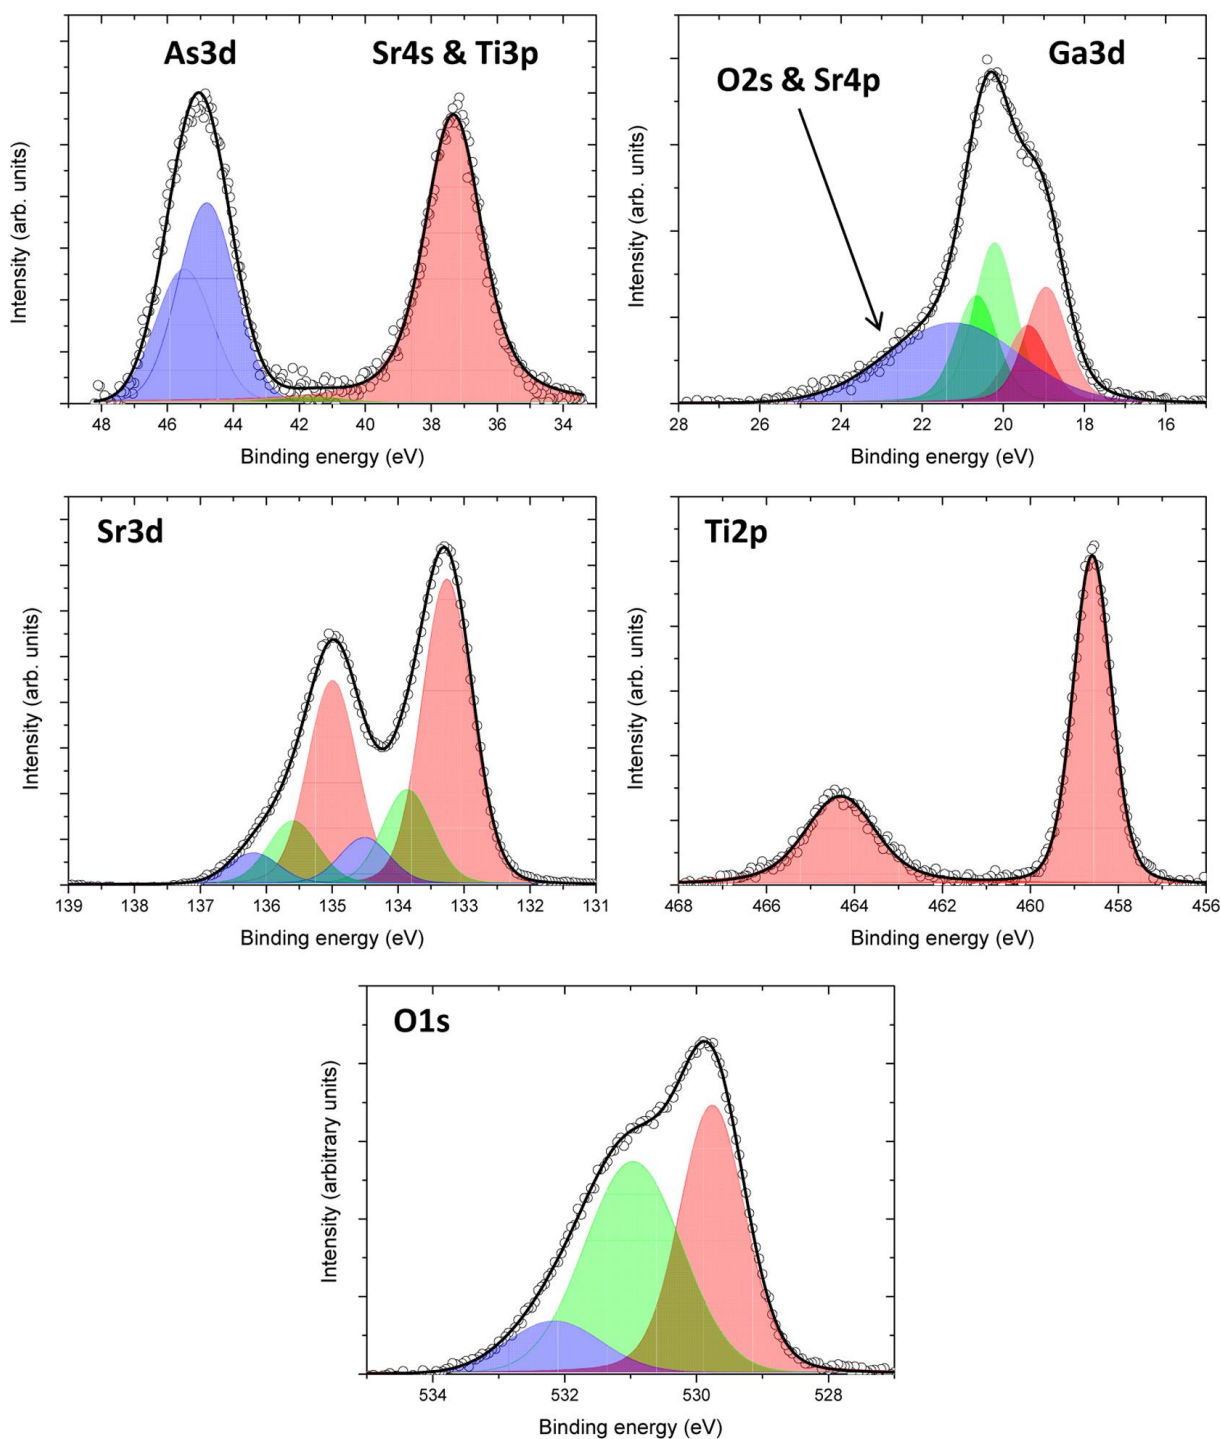 As3d
Sr4s & Ti3p
Intensity (arb. units)
48 46 44 42 40 38 36 34
Binding energy (eV)
O2s & Sr4p
Ga3d
Intensity (arb. units)
28 26 24 22 20 18 16
Binding energy (eV)
Sr3d
Intensity (arb. units)
139 138 137 136 135 134 133 132 131
Binding energy (eV)
Ti2p
Intensity (arb. units)
468 466 464 462 460 458 456
Binding energy (eV)
O1s
Intensity (arbitrary units)
534 532 530 528
Binding energy (eV)